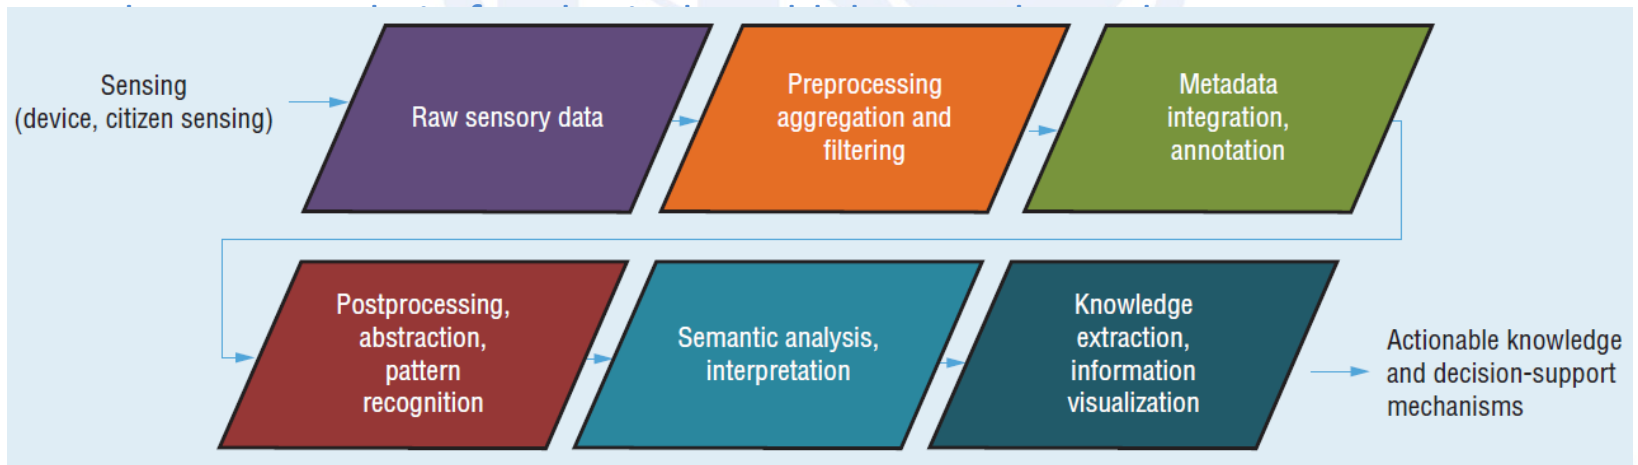 Sensing
(device, citizen sensing)
Raw sensory data
Preprocessing
aggregation and
filtering
Metadata
integration,
annotation
Postprocessing,
abstraction,
pattern
recognition
Semantic analysis,
interpretation
Knowledge
extraction,
information
visualization
Actionable knowledge
and decision-support
mechanisms